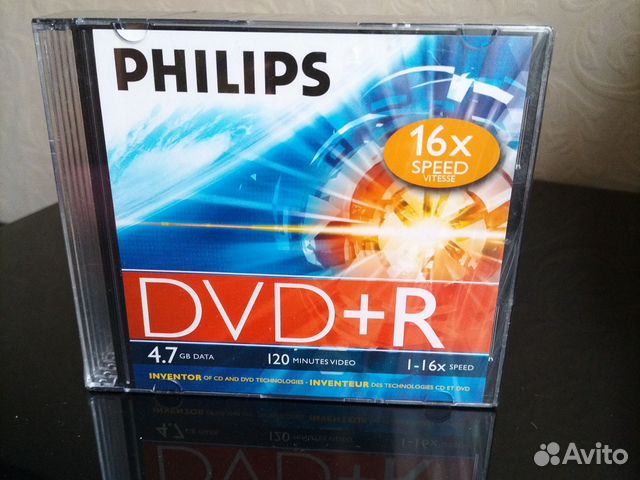 PHILIPS
16x
SPEED
VITESSE
DVD+R
4.7 GB DATA 120 MINUTES VIDEO 1-16x SPEED
INVENTOR OF CD AND DVD TECHNOLOGIES - INVENTEUR DES TECHNOLOGIES CD ET DVD
Avito